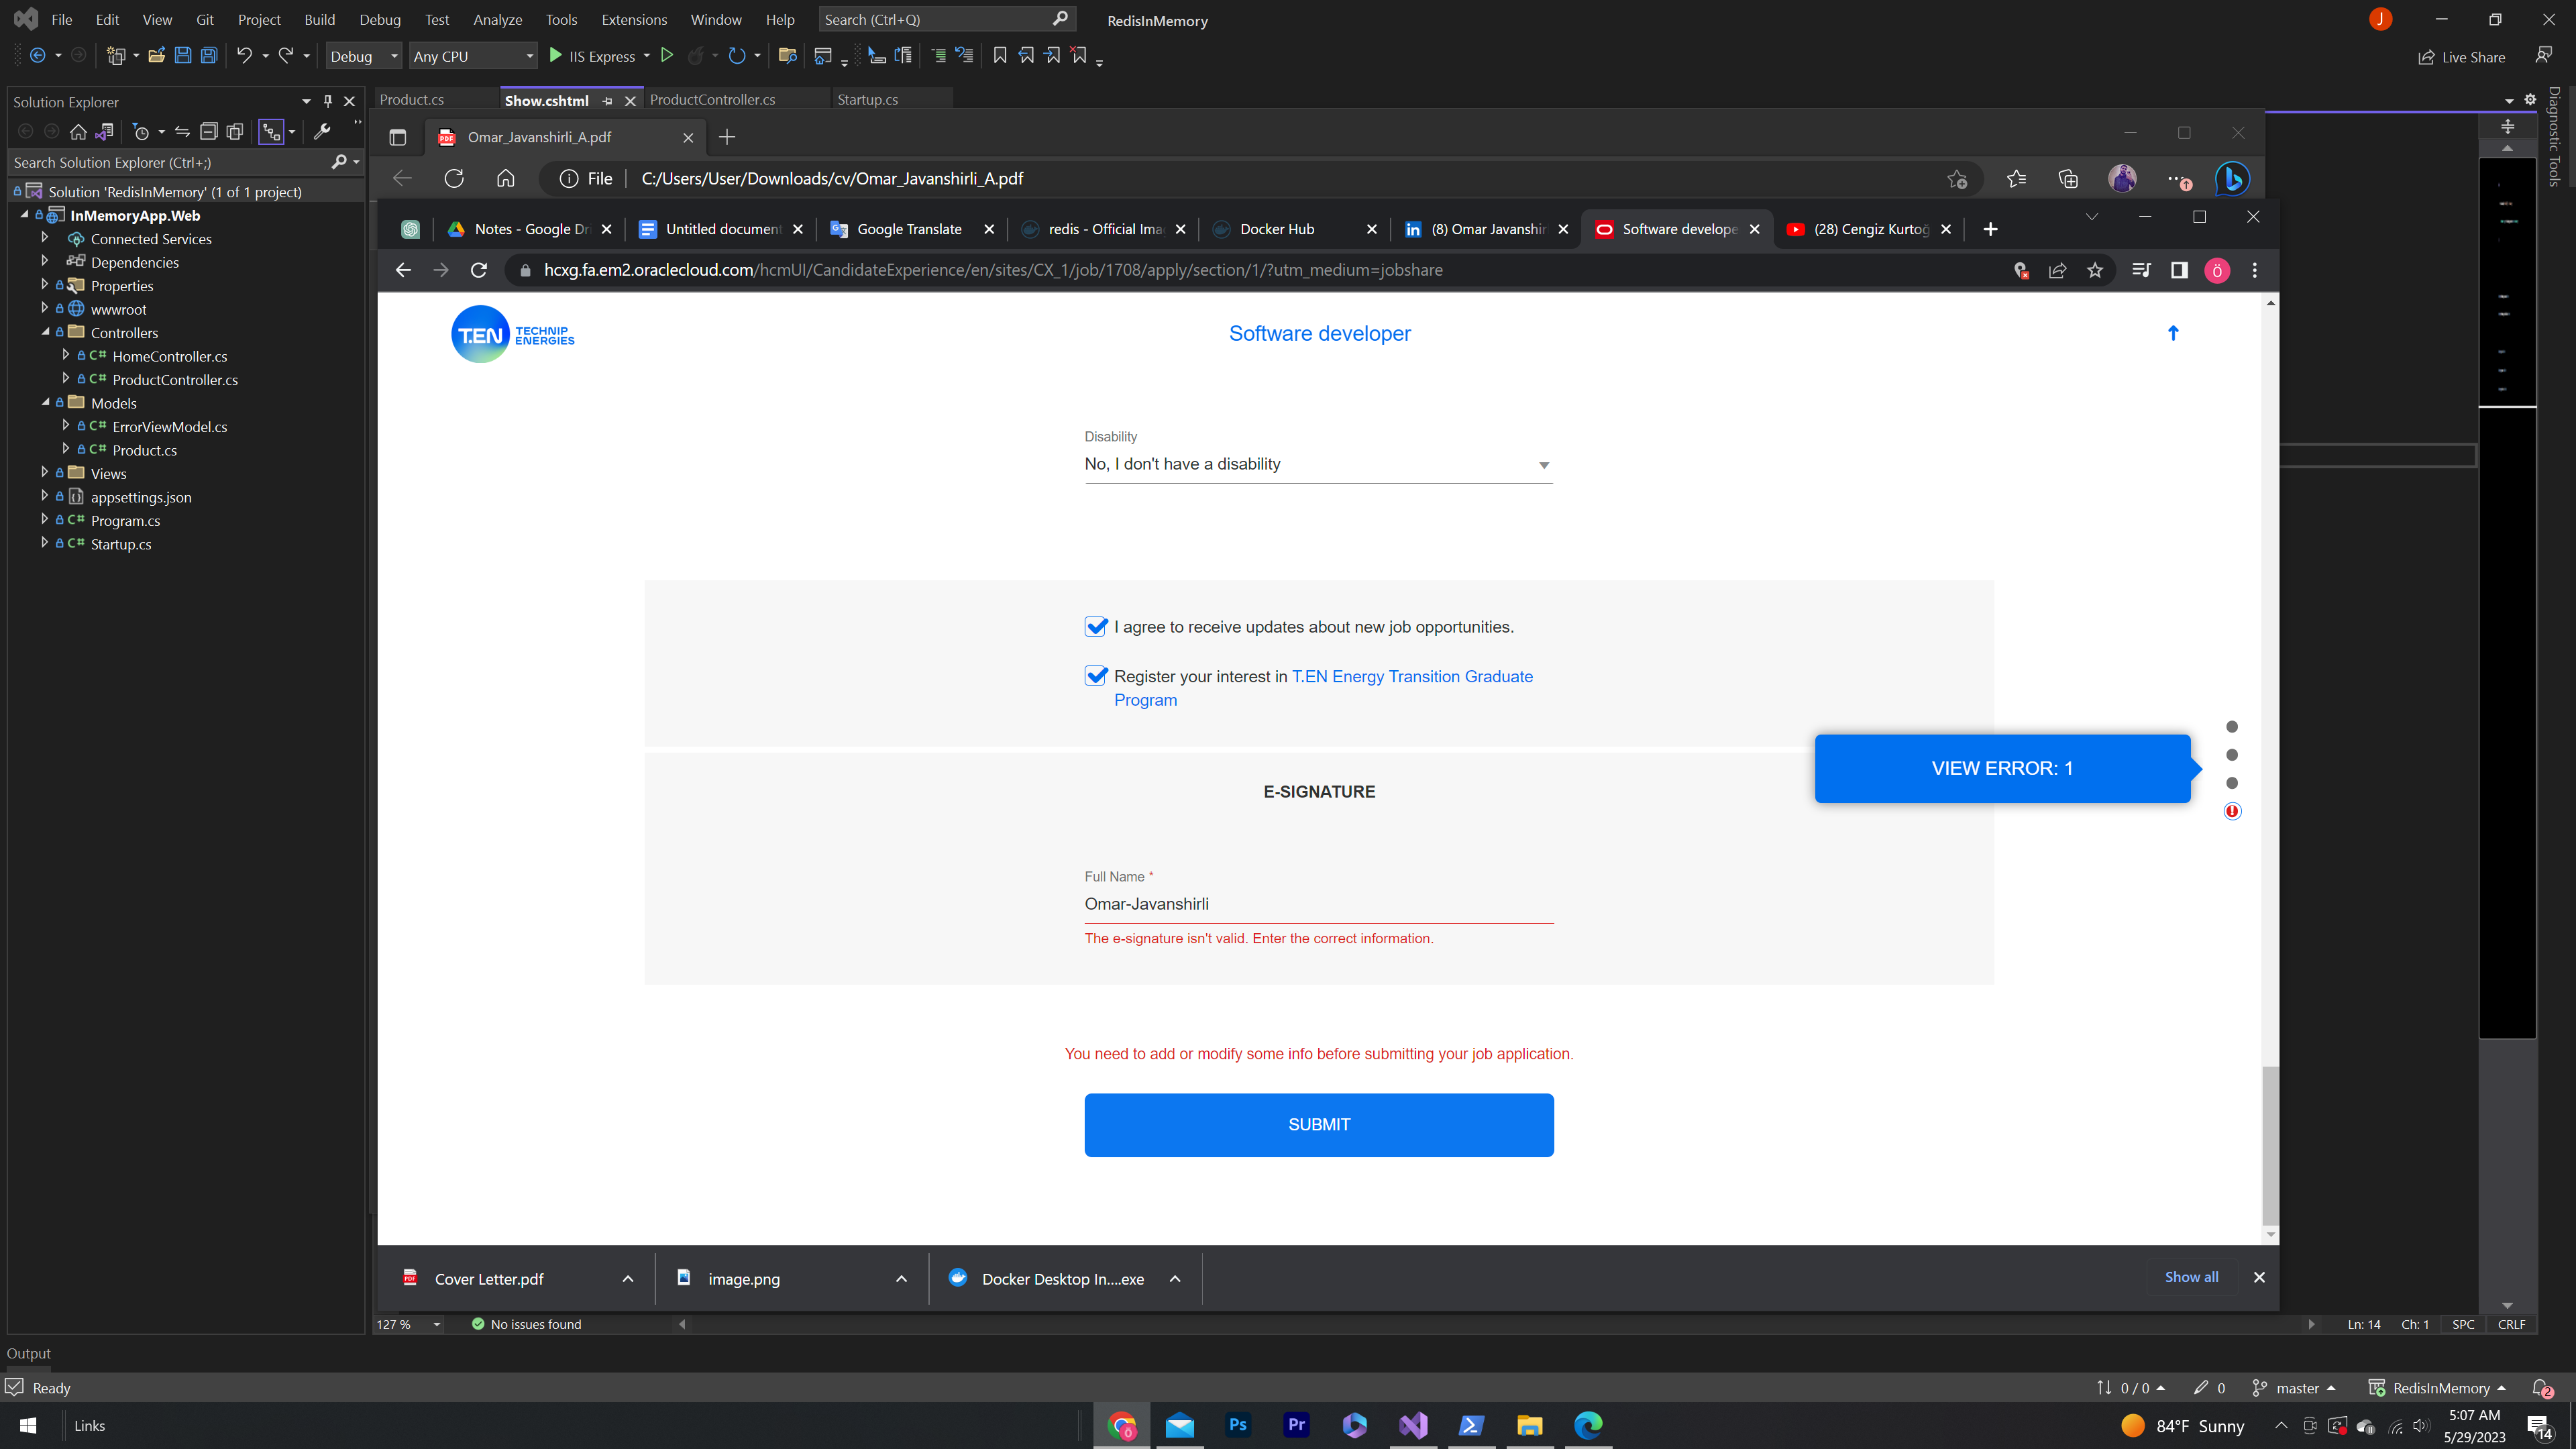 File Edit View Git Project Build Debug Test Analyze Tools Extensions Window Help Search (Ctrl+Q) RedisInMemory J
Debug Any CPU IIS Express Live Share
Solution Explorer
Product.cs Show.cshtml ProductController.cs Startup.cs
Diagnostic Tools
Omar_Javanshirli_A.pdf
Search Solution Explorer (Ctrl+;)
File C:/Users/User/Downloads/cv/Omar_Javanshirli_A.pdf
Solution 'RedisInMemory' (1 of 1 project)
InMemoryApp.Web
Connected Services
Dependencies
Properties
wwwroot
Controllers
C# HomeController.cs
C# ProductController.cs
Models
C# ErrorViewModel.cs
C# Product.cs
Views
appsettings.json
C# Program.cs
C# Startup.cs
Notes - Google Dri Untitled document Google Translate redis - Official Ima Docker Hub (8) Omar Javanshir Software develope (28) Cengiz Kurtoğ
hcxg.fa.em2.oraclecloud.com/hcmUI/CandidateExperience/en/sites/CX_1/job/1708/apply/section/1/?utm_medium=jobshare ö
T.EN TECHNIP
ENERGIES
Software developer
Disability
No, I don't have a disability
I agree to receive updates about new job opportunities.
Register your interest in T.EN Energy Transition Graduate
Program
VIEW ERROR: 1
E-SIGNATURE
Full Name *
Omar-Javanshirli
The e-signature isn't valid. Enter the correct information.
You need to add or modify some info before submitting your job application.
SUBMIT
Cover Letter.pdf image.png Docker Desktop In....exe Show all
127 % No issues found Ln: 14 Ch: 1 SPC CRLF
Output
Ready 0 / 0 0 master RedisInMemory 2
Links Ps Pr 84°F Sunny 5:07 AM
5/29/2023 14